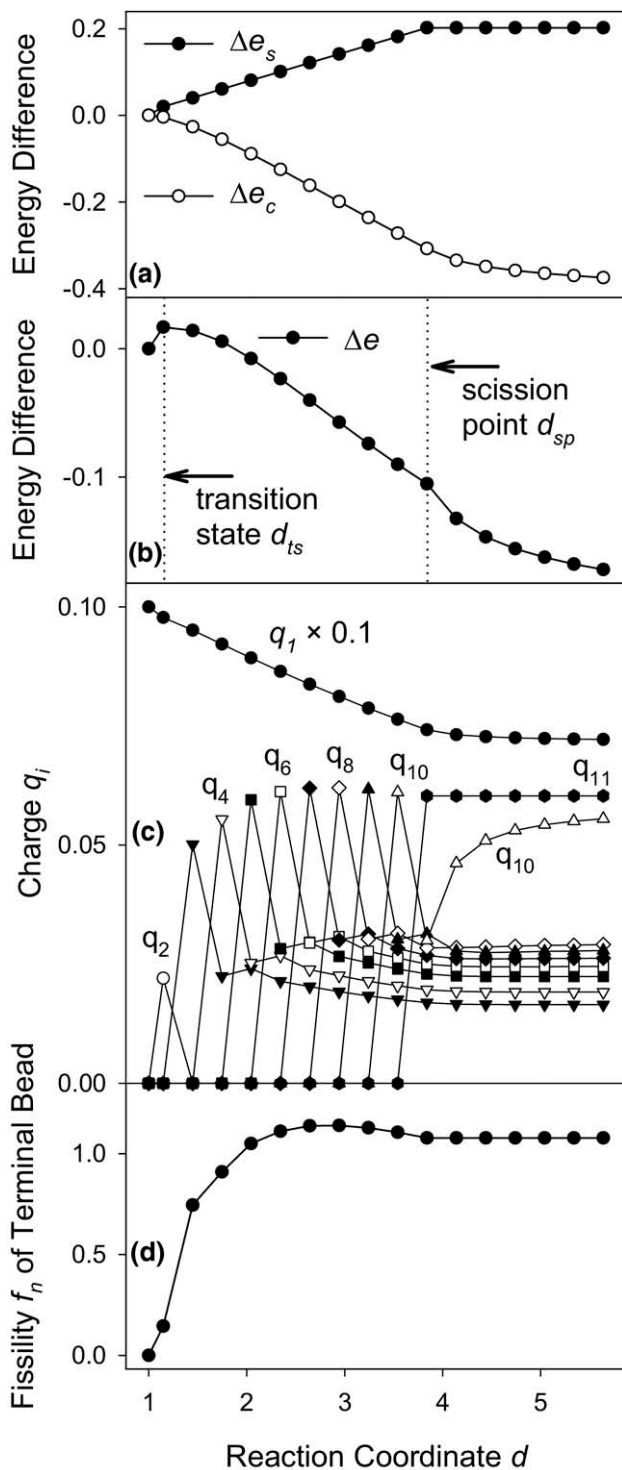 0.2
Δe_s
Energy Difference
0.0
-0.2
Δe_c
(a)
-0.4
Δe
Energy Difference
0.0
scission
point d_sp
-0.1
transition
state d_ts
(b)
0.10
q_1 × 0.1
Charge q_i
q_6
q_8
q_4
q_10
q_11
0.05
(c)
q_10
q_2
0.00
Fissility f_n of Terminal Bead
1.0
(d)
0.5
0.0
1 2 3 4 5
Reaction Coordinate d